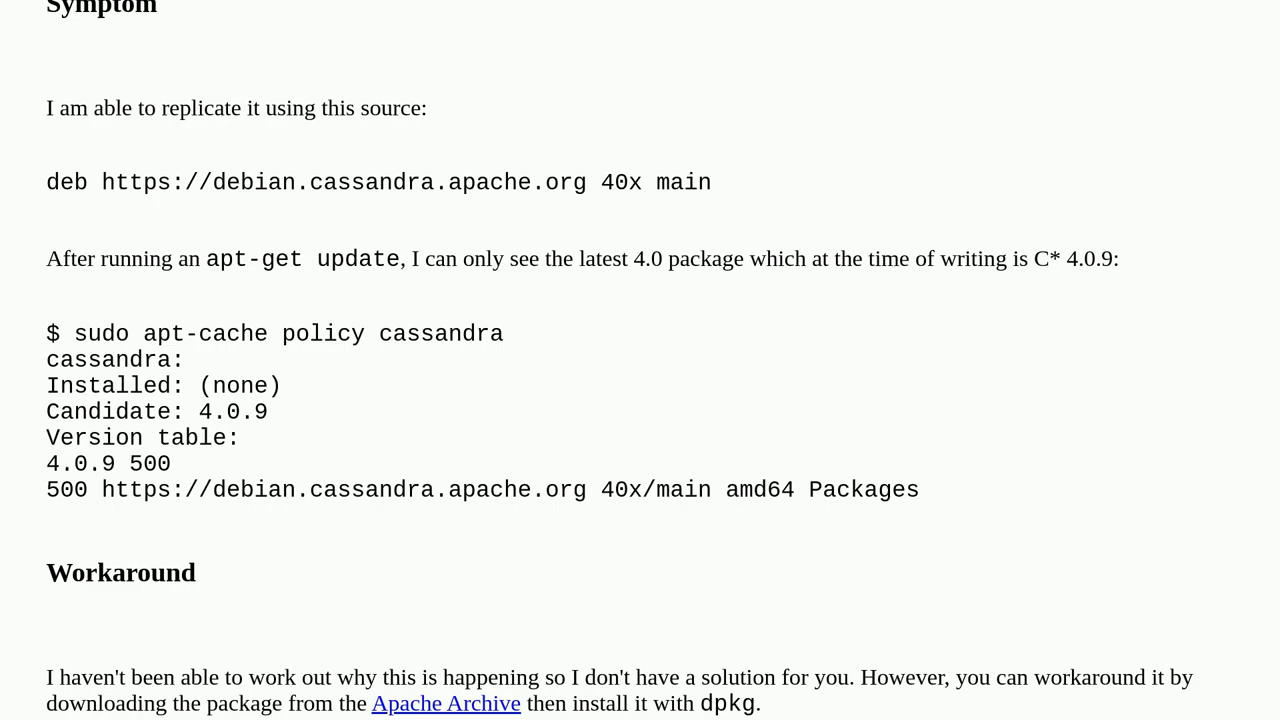 Symptom
I am able to replicate it using this source:
deb https://debian.cassandra.apache.org 40x main
After running an apt-get update, I can only see the latest 4.0 package which at the time of writing is C* 4.0.9:
$ sudo apt-cache policy cassandra
cassandra:
Installed: (none)
Candidate: 4.0.9
Version table:
4.0.9 500
500 https://debian.cassandra.apache.org 40x/main amd64 Packages
Workaround
I haven't been able to work out why this is happening so I don't have a solution for you. However, you can workaround it by
downloading the package from the Apache Archive then install it with dpkg.